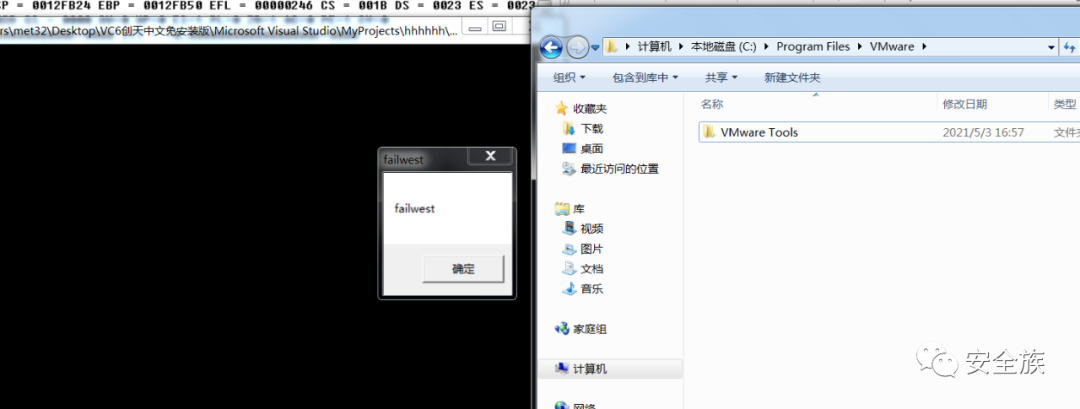 SP = 0012FB24 EBP = 0012FB50 EFL = 00000246 CS = 001B DS = 0023 ES = 0023
ers\met32\Desktop\VC6创天中文免安装版\Microsoft Visual Studio\MyProjects\hhhhhh\...
failwest
failwest
确定
计算机 本地磁盘 (C:) Program Files VMware
组织 包含到库中 共享 新建文件夹
名称 修改日期 类型
VMware Tools 2021/5/3 16:57 文件
收藏夹
下载
桌面
最近访问的位置
库
视频
图片
文档
音乐
家庭组
计算机
网络
安全族